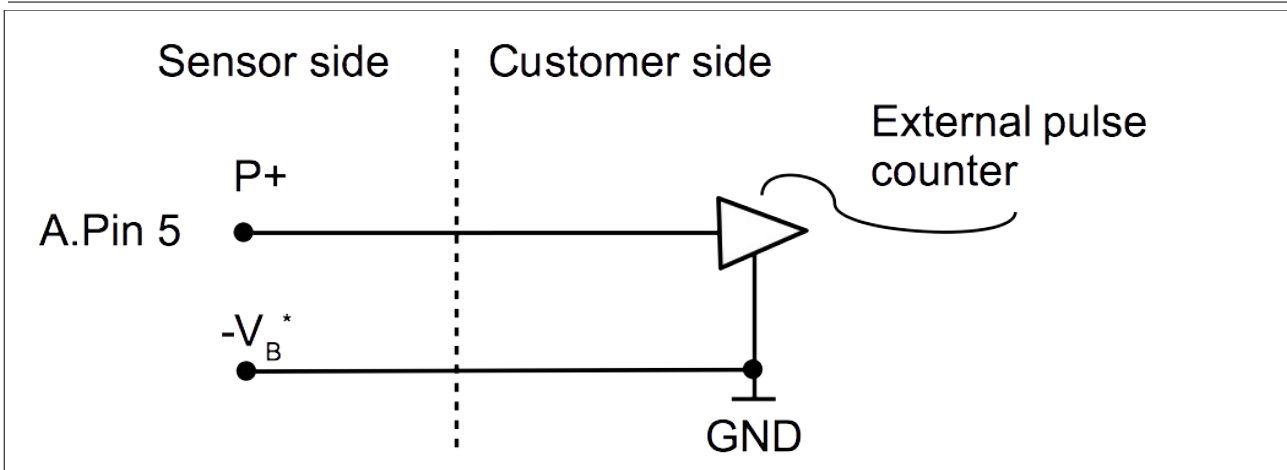 Sensor side
Customer side
External pulse
counter
P+
A.Pin 5
-V_B*
GND